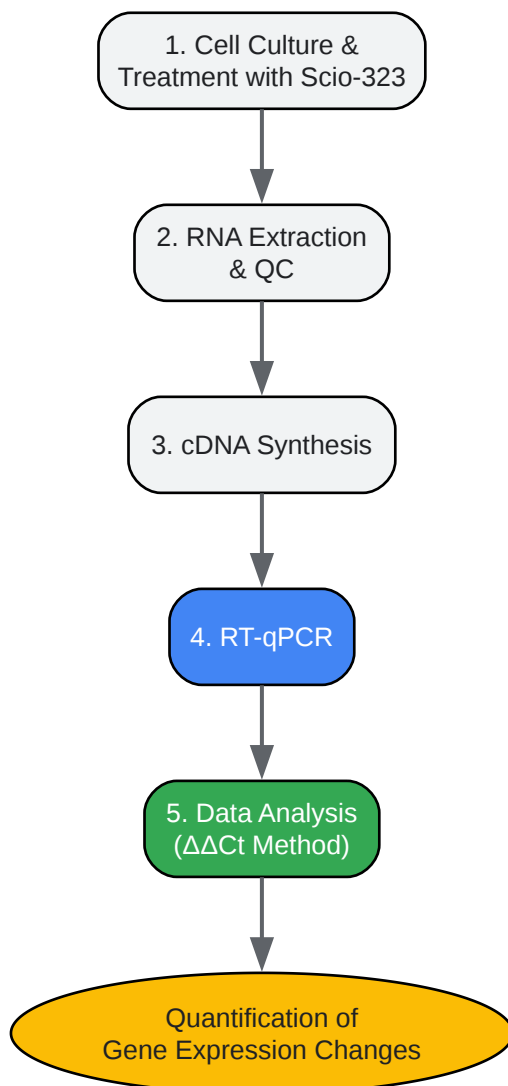 1. Cell Culture &
Treatment with Scio-323
2. RNA Extraction
& QC
3. cDNA Synthesis
4. RT-qPCR
5. Data Analysis
(ΔΔCt Method)
Quantification of
Gene Expression Changes